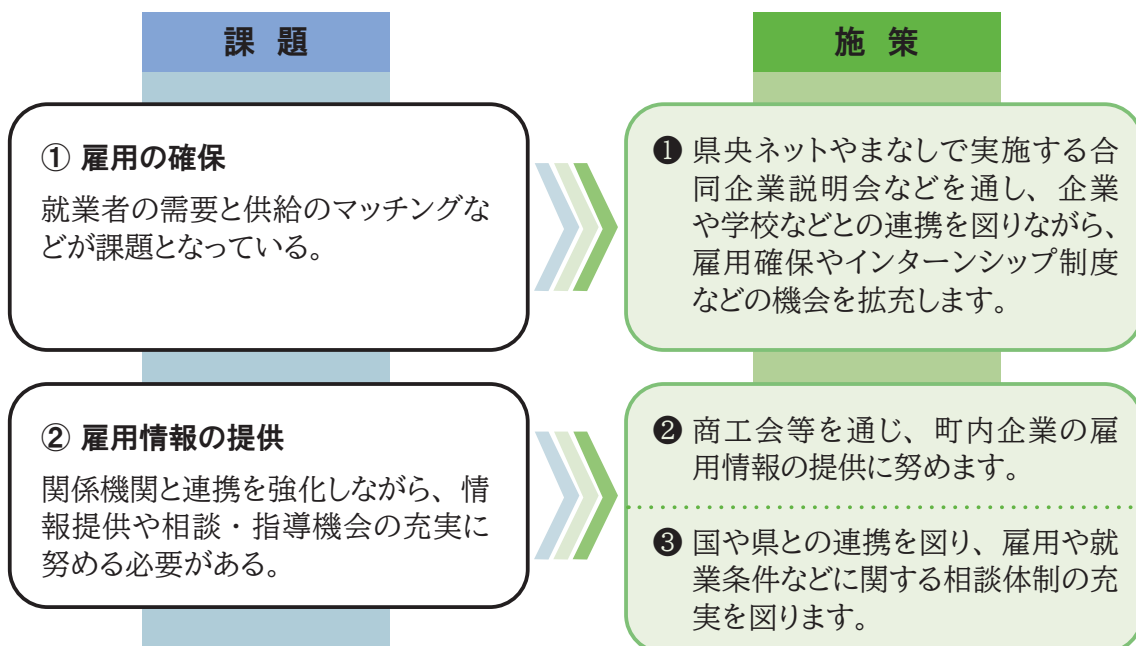 課 題
施 策
① 雇用の確保
就業者の需要と供給のマッチングな
どが課題となっている。
❶ 県央ネットやまなしで実施する合
同企業説明会などを通し、企業
や学校などとの連携を図りながら、
雇用確保やインターンシップ制度
などの機会を拡充します。
② 雇用情報の提供
関係機関と連携を強化しながら、情
報提供や相談・指導機会の充実に
努める必要がある。
❷ 商工会等を通じ、町内企業の雇
用情報の提供に努めます。
❸ 国や県との連携を図り、雇用や就
業条件などに関する相談体制の充
実を図ります。